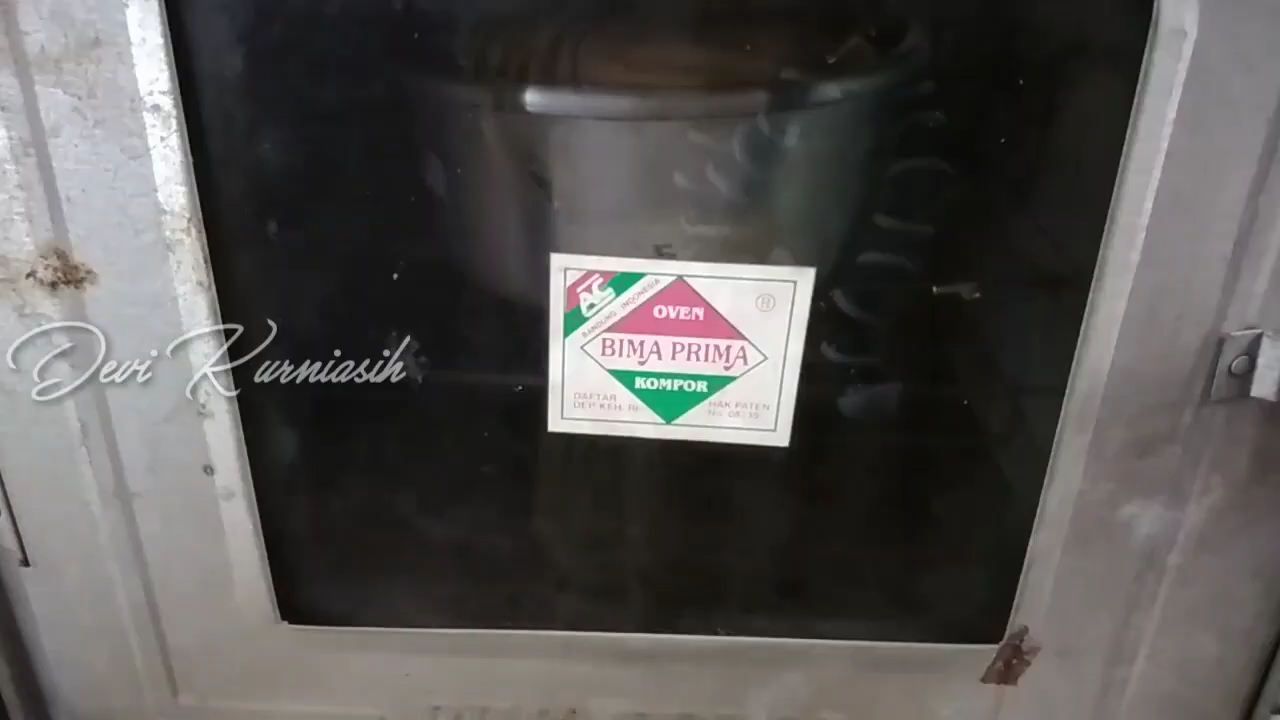 Devi Kurniasih
AC
BANDUNG INDONESIA
®
OVEN
BIMA PRIMA
KOMPOR
DAFTAR
DEP KEH. RI
HAK PATEN